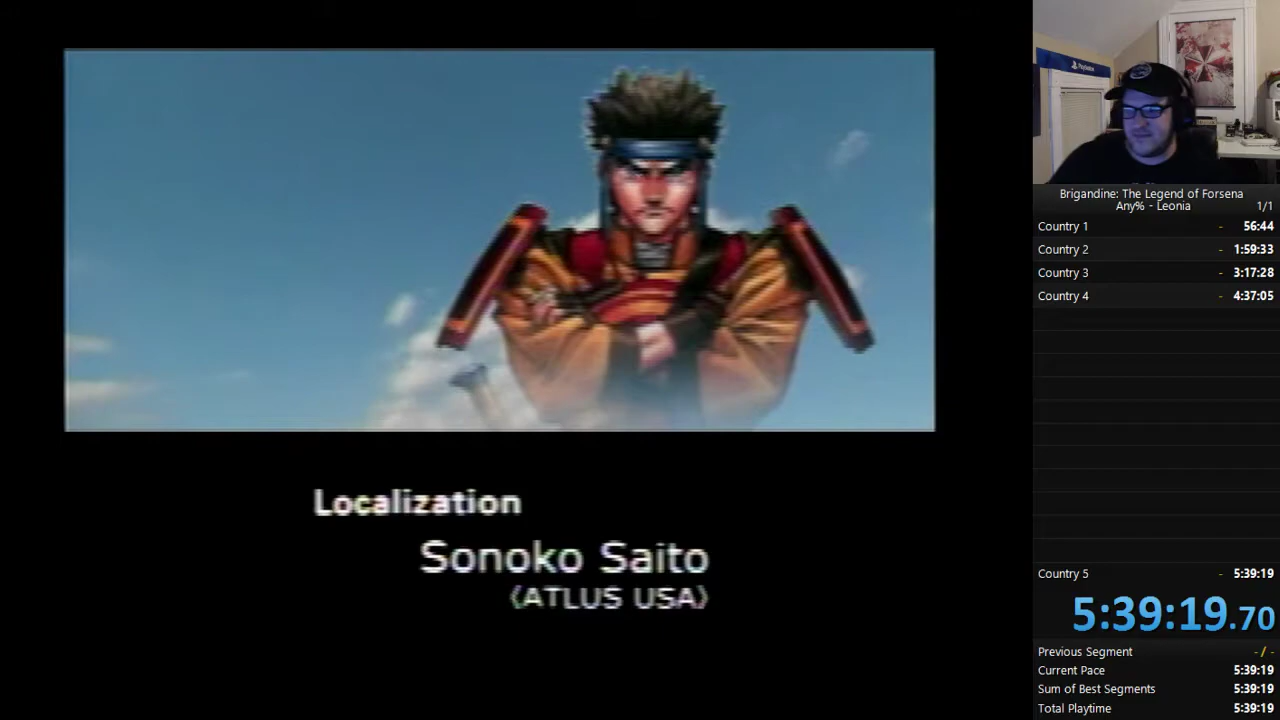 Localization
Sonoko Saito
(ATLUS USA)
PlayStation
Brigandine: The Legend of Forsena
Any% - Leonia 1/1
Country 1 - 56:44
Country 2 - 1:59:33
Country 3 - 3:17:28
Country 4 - 4:37:05
Country 5 - 5:39:19
5:39:19.70
Previous Segment - / -
Current Pace 5:39:19
Sum of Best Segments 5:39:19
Total Playtime 5:39:19